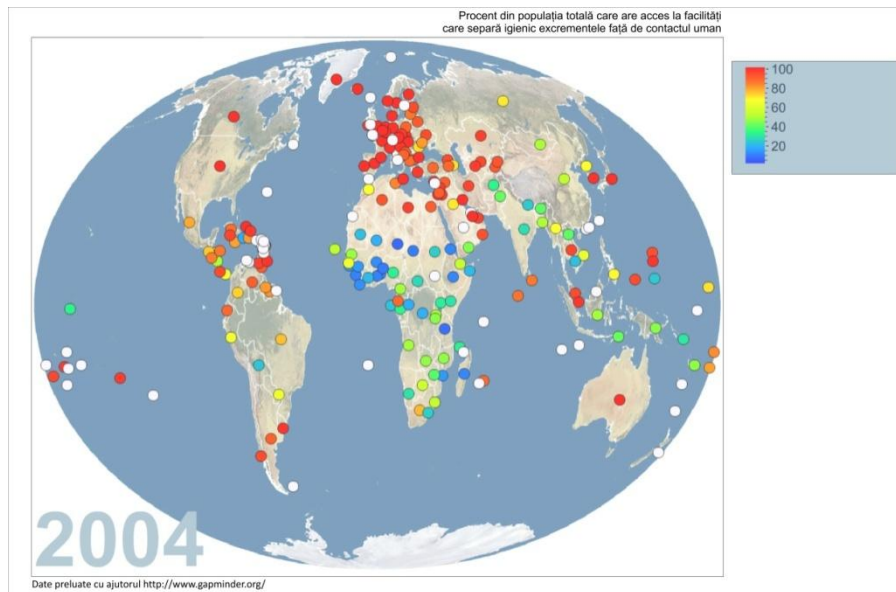 Procent din populația totală care are acces la facilități
care separă igienic excrementele față de contactul uman
100
80
60
40
20
2004
Date preluate cu ajutorul http://www.gapminder.org/